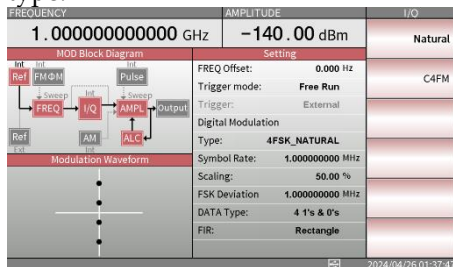 type.
FREQUENCY AMPLITUDE I/O
1.000000000000 GHz -140.00 dBm
Natural
MOD Block Diagram
Setting
Int Int Int
Ref FMΦM Pulse
Sweep Int Sweep
FREQ I/Q AMPL Output
Ref AM ALC
Ext Int
FREQ Offset: 0.000 Hz
Trigger mode: Free Run
C4FM
Trigger: External
Digital Modulation
Type: 4FSK_NATURAL
Modulation Waveform
Symbol Rate: 1.000000000 MHz
Scaling: 50.00 %
FSK Deviation 1.000000000 MHz
DATA Type: 4 1's & 0's
FIR: Rectangle
2024/04/26 01:37:47